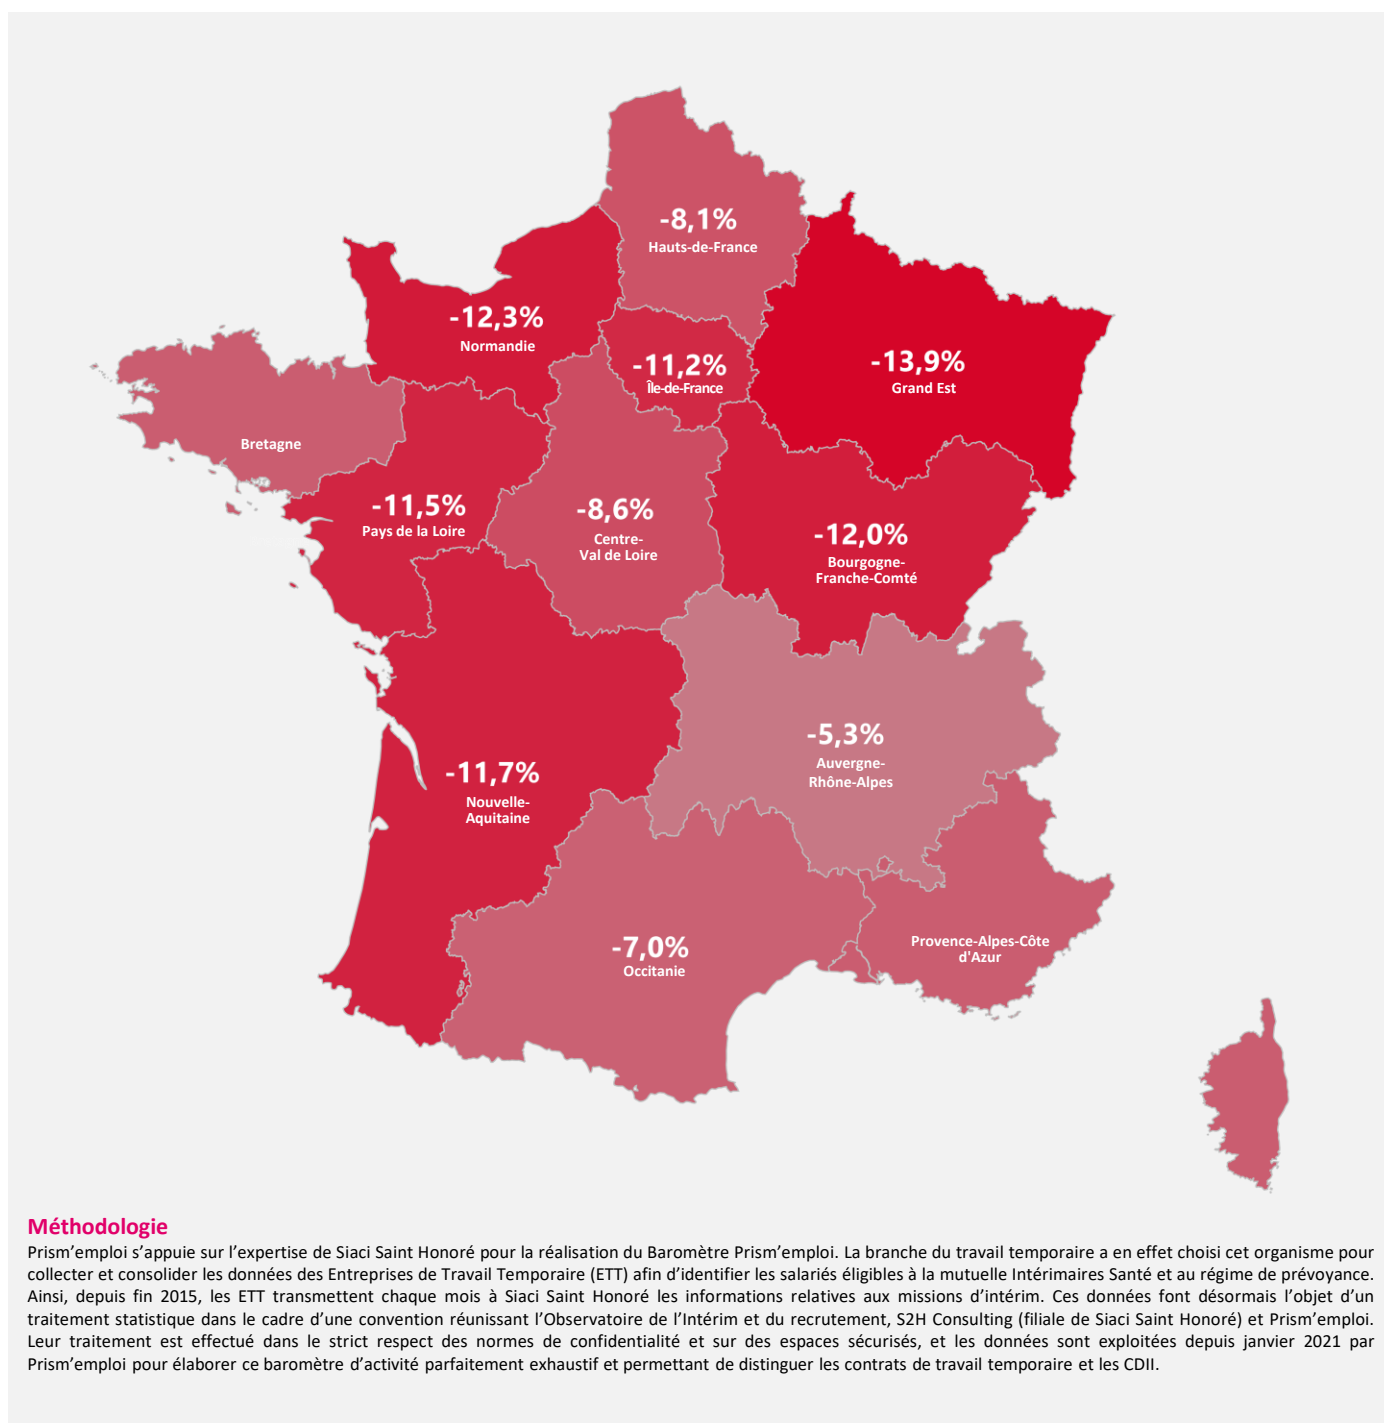 -8,1%
Hauts-de-France
-12,3%
Normandie
-11,2%
Île-de-France
-13,9%
Grand Est
Bretagne
-11,5%
Pays de la Loire
-8,6%
Centre-
Val de Loire
-12,0%
Bourgogne-
Franche-Comté
-5,3%
Auvergne-
Rhône-Alpes
-11,7%
Nouvelle-
Aquitaine
-7,0%
Occitanie
Provence-Alpes-Côte
d'Azur
Méthodologie
Prism’emploi s’appuie sur l’expertise de Siaci Saint Honoré pour la réalisation du Baromètre Prism’emploi. La branche du travail temporaire a en effet choisi cet organisme pour
collecter et consolider les données des Entreprises de Travail Temporaire (ETT) afin d’identifier les salariés éligibles à la mutuelle Intérimaires Santé et au régime de prévoyance.
Ainsi, depuis fin 2015, les ETT transmettent chaque mois à Siaci Saint Honoré les informations relatives aux missions d’intérim. Ces données font désormais l’objet d’un
traitement statistique dans le cadre d’une convention réunissant l’Observatoire de l’Intérim et du recrutement, S2H Consulting (filiale de Siaci Saint Honoré) et Prism’emploi.
Leur traitement est effectué dans le strict respect des normes de confidentialité et sur des espaces sécurisés, et les données sont exploitées depuis janvier 2021 par
Prism’emploi pour élaborer ce baromètre d’activité parfaitement exhaustif et permettant de distinguer les contrats de travail temporaire et les CDII.